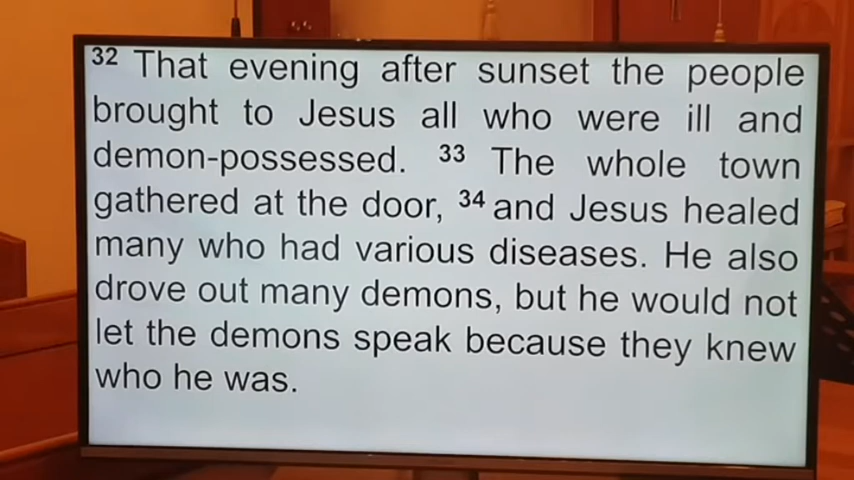 32 That evening after sunset the people
brought to Jesus all who were ill and
demon-possessed. 33 The whole town
gathered at the door, 34 and Jesus healed
many who had various diseases. He also
drove out many demons, but he would not
let the demons speak because they knew
who he was.